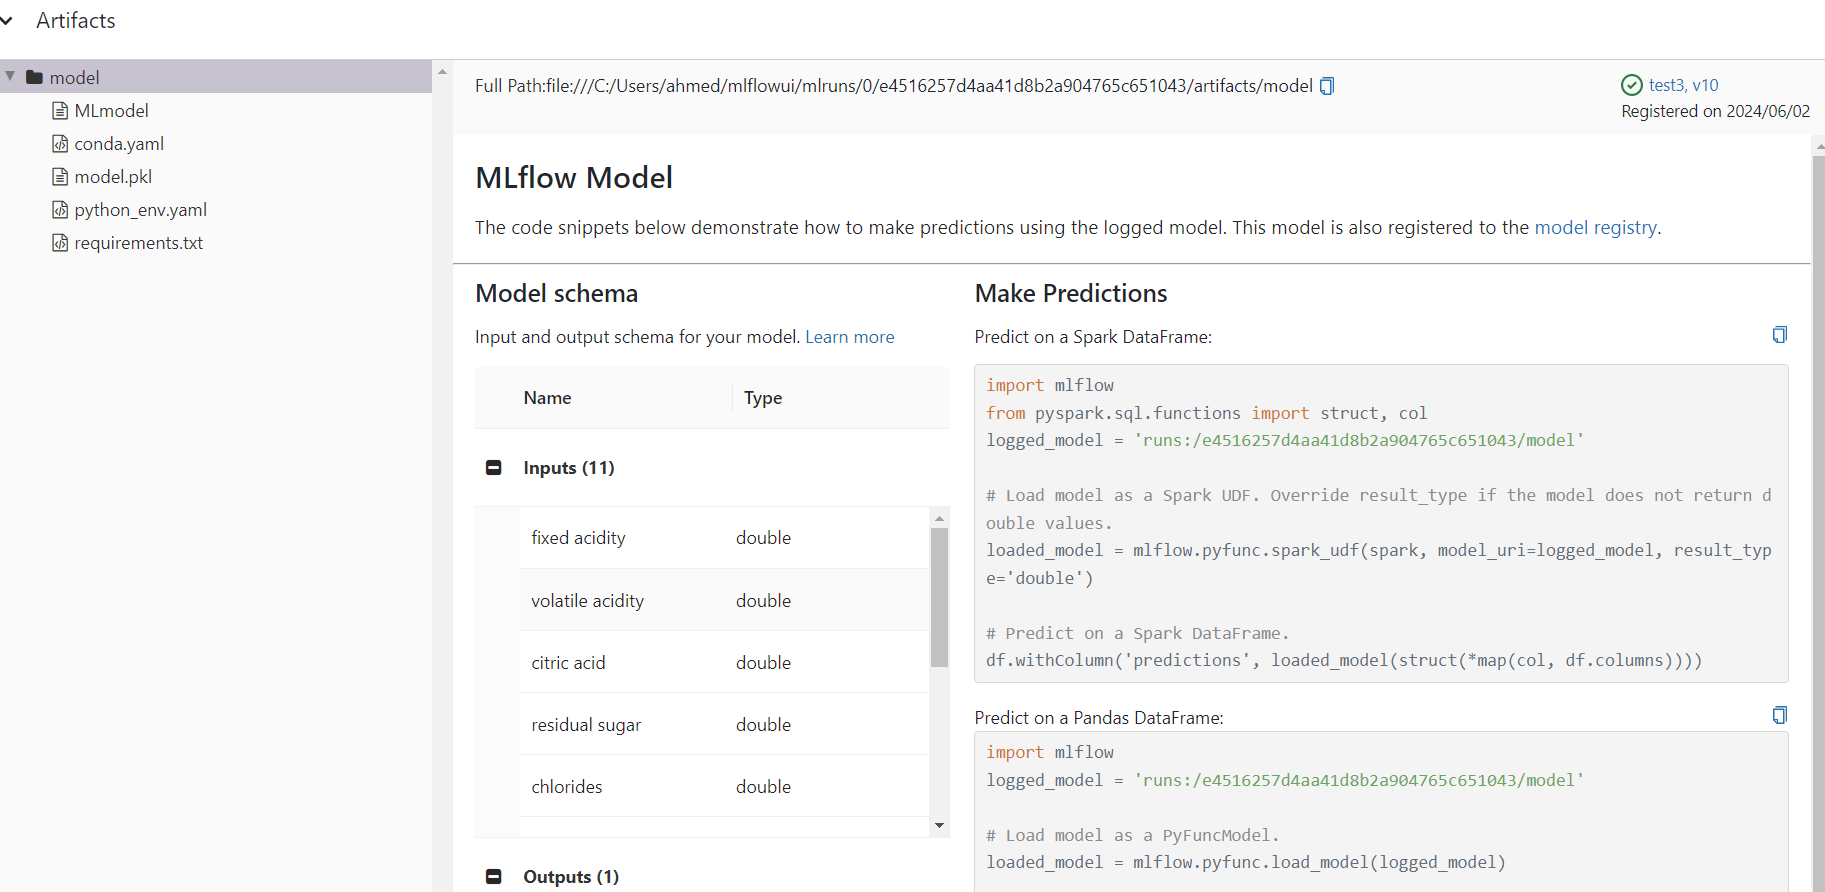 Artifacts
model
MLmodel
conda.yaml
model.pkl
python_env.yaml
requirements.txt
Full Path:file:///C:/Users/ahmed/mlflowui/mlruns/0/e4516257d4aa41d8b2a904765c651043/artifacts/model
test3, v10
Registered on 2024/06/02
MLflow Model
The code snippets below demonstrate how to make predictions using the logged model. This model is also registered to the model registry.
Model schema
Input and output schema for your model. Learn more
Name Type
Inputs (11)
fixed acidity double
volatile acidity double
citric acid double
residual sugar double
chlorides double
Outputs (1)
Make Predictions
Predict on a Spark DataFrame:
import mlflow
from pyspark.sql.functions import struct, col
logged_model = 'runs:/e4516257d4aa41d8b2a904765c651043/model'
# Load model as a Spark UDF. Override result_type if the model does not return d
ouble values.
loaded_model = mlflow.pyfunc.spark_udf(spark, model_uri=logged_model, result_typ
e='double')
# Predict on a Spark DataFrame.
df.withColumn('predictions', loaded_model(struct(*map(col, df.columns))))
Predict on a Pandas DataFrame:
import mlflow
logged_model = 'runs:/e4516257d4aa41d8b2a904765c651043/model'
# Load model as a PyFuncModel.
loaded_model = mlflow.pyfunc.load_model(logged_model)